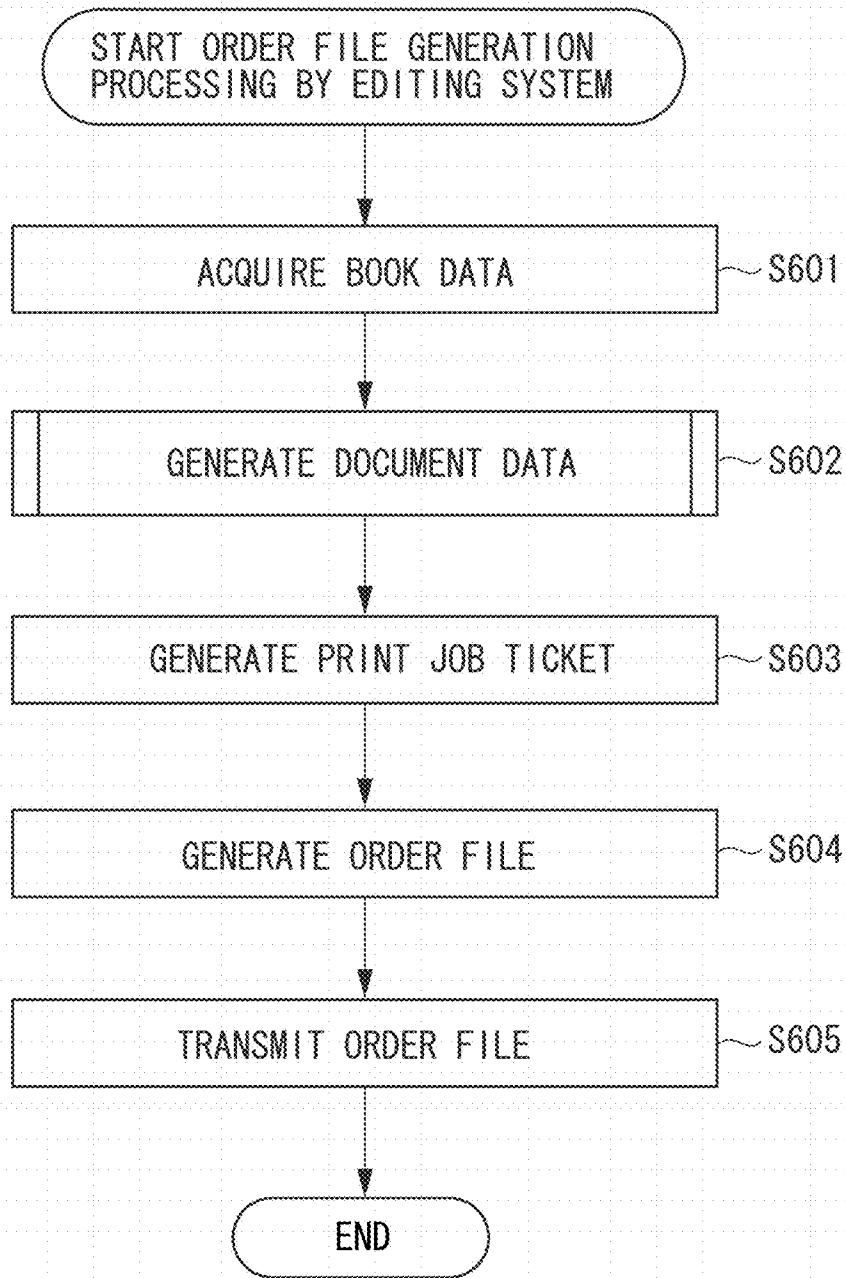 START ORDER FILE GENERATION
PROCESSING BY EDITING SYSTEM
ACQUIRE BOOK DATA
S601
GENERATE DOCUMENT DATA
S602
GENERATE PRINT JOB TICKET
S603
GENERATE ORDER FILE
S604
TRANSMIT ORDER FILE
S605
END